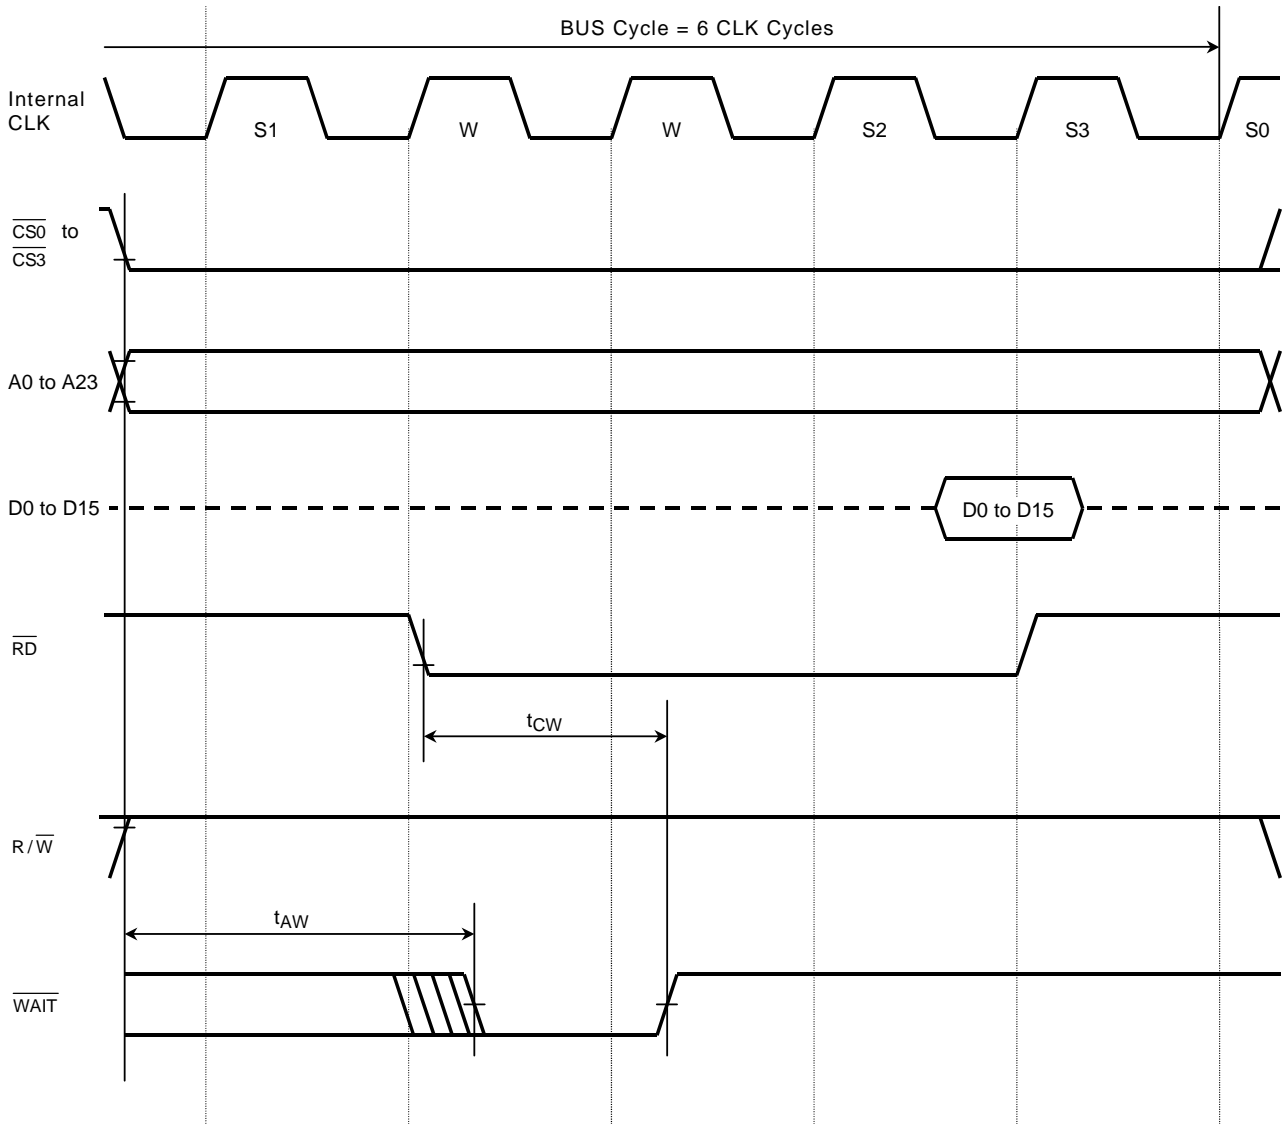 BUS Cycle = 6 CLK Cycles
Internal
CLK
S1
W
W
S2
S3
S0
CS0 to
CS3
A0 to A23
D0 to D15
D0 to D15
RD
tCW
R/W
tAW
WAIT